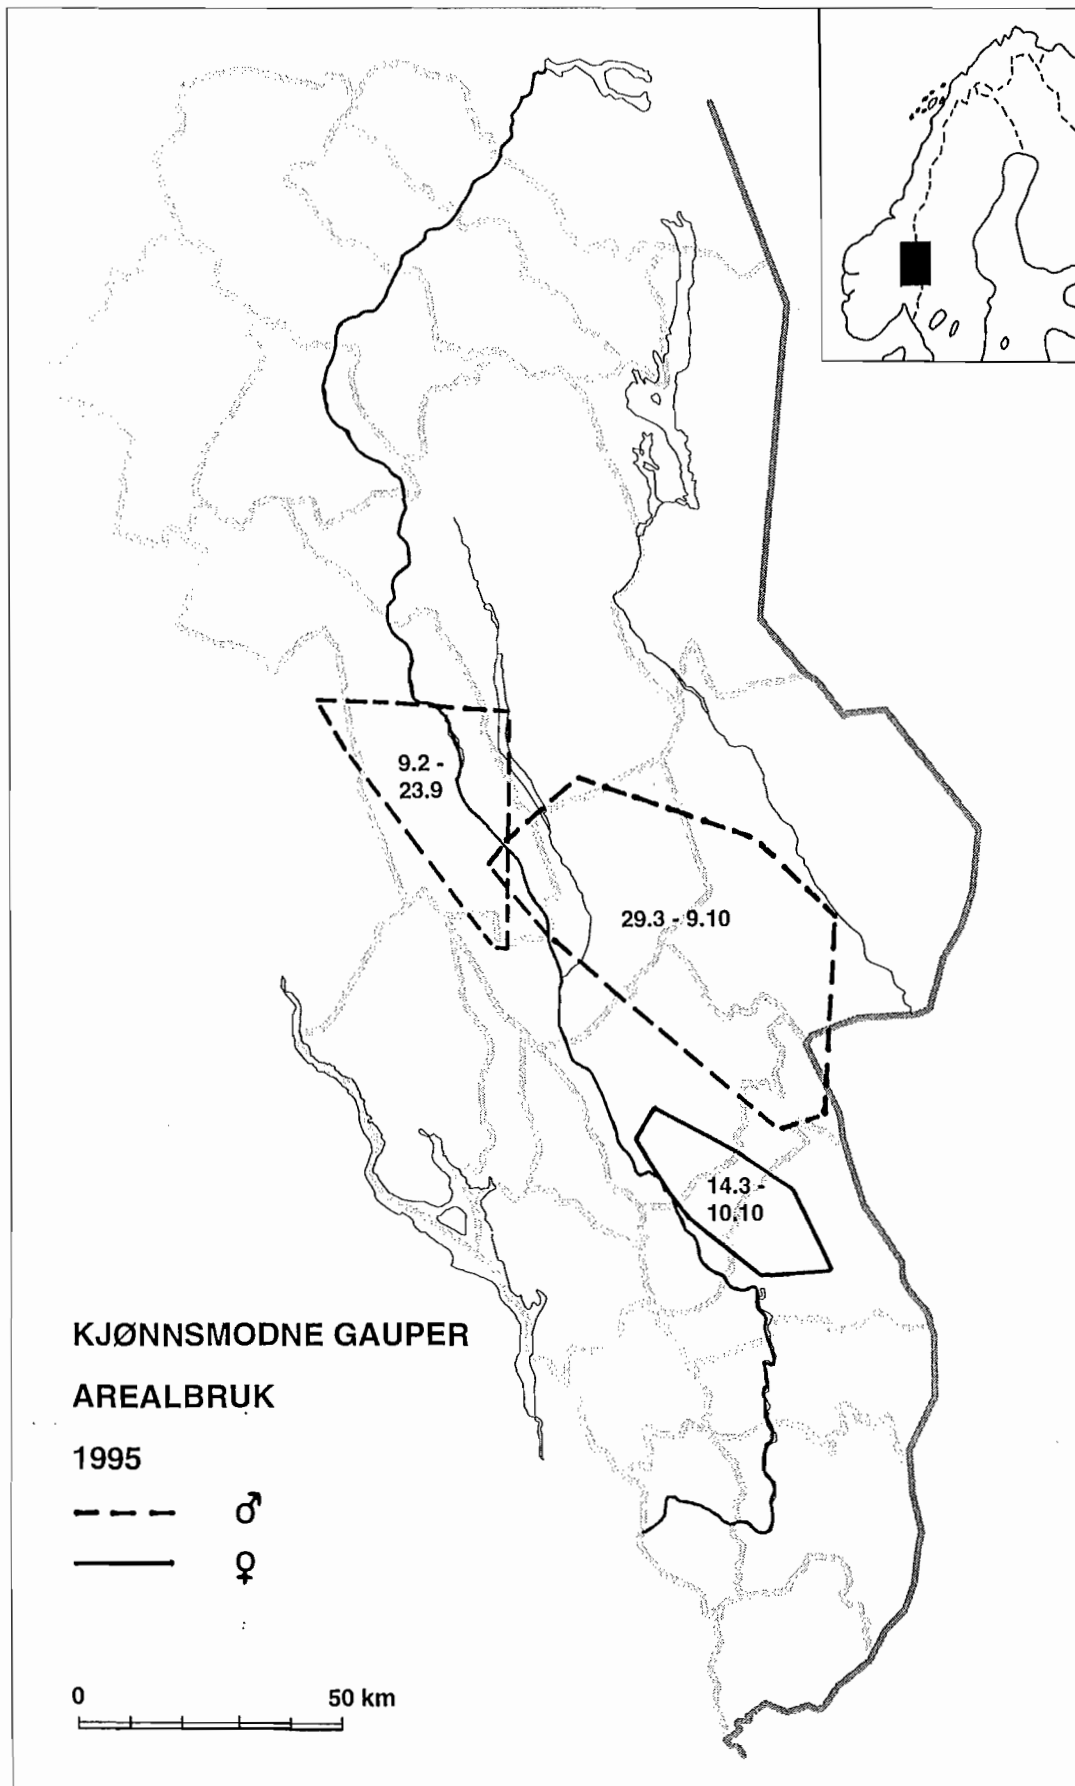 9.2 -
23.9
29.3 - 9.10
14.3 -
10.10
KJØNNSMODNE GAUPER
AREALBRUK
1995
♂
♀
0 50 km